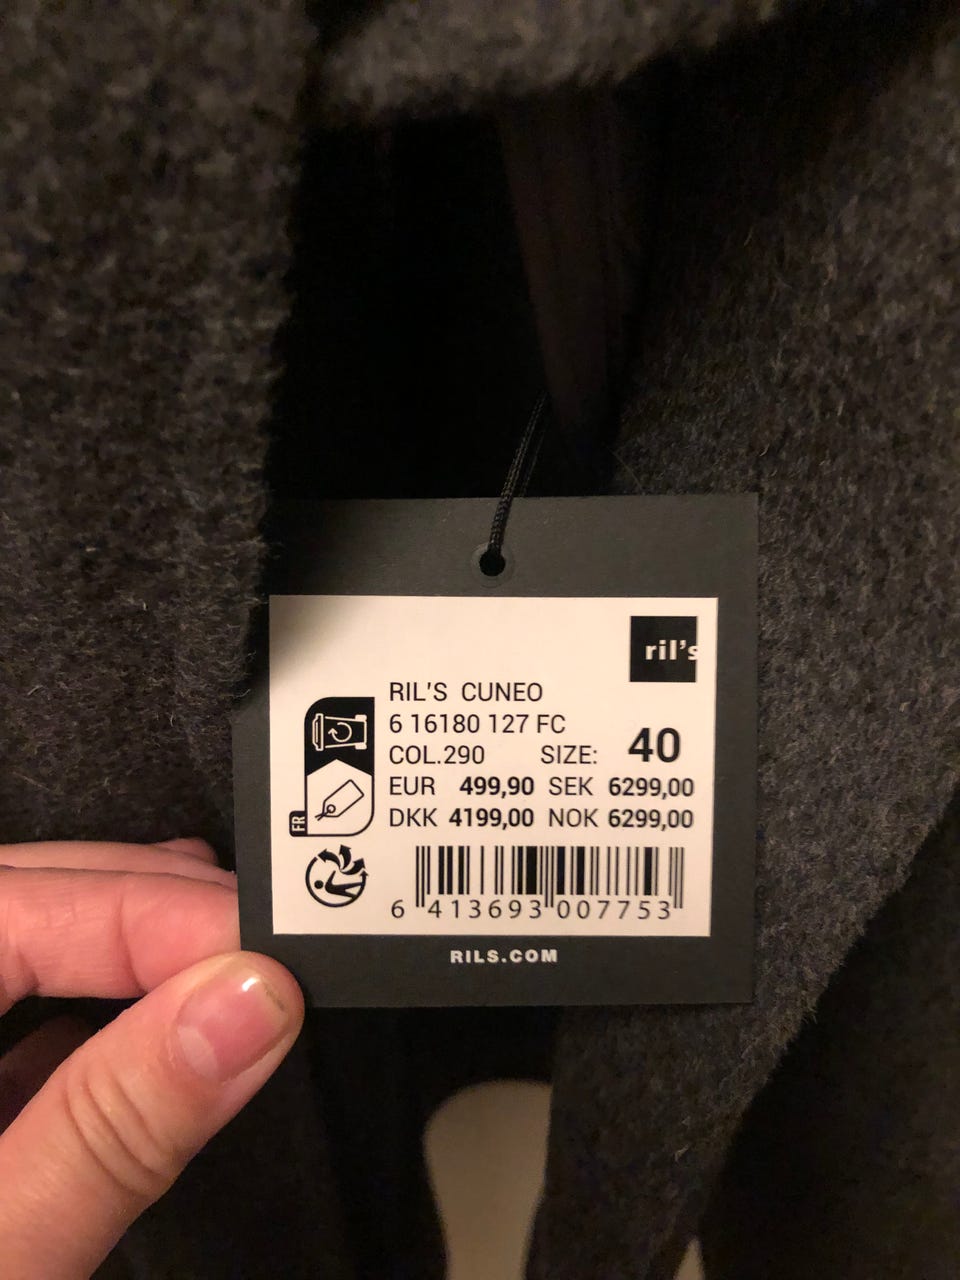 ril's
RIL'S CUNEO
6 16180 127 FC
COL.290 SIZE: 40
EUR 499,90 SEK 6299,00
DKK 4199,00 NOK 6299,00
FR
6 413693 007753
RILS.COM